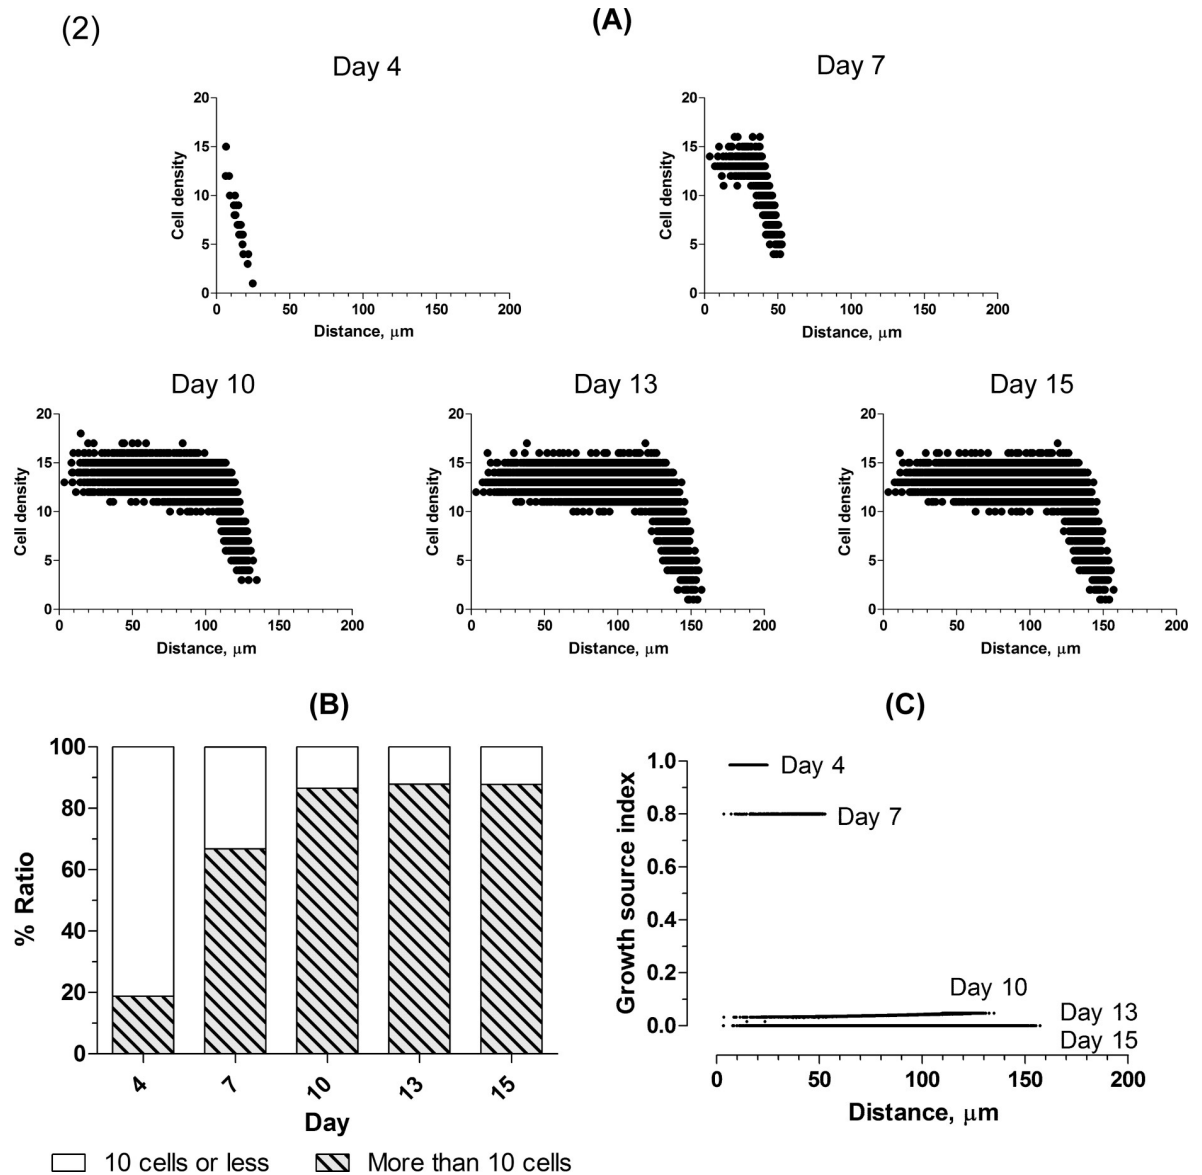 (2)
(A)
Day 4
Day 7
20
15
10
5
0
Cell density
0 50 100 150 200
Distance, μm
20
15
10
5
0
Cell density
0 50 100 150 200
Distance, μm
Day 10
Day 13
Day 15
20
15
10
5
0
Cell density
0 50 100 150 200
Distance, μm
20
15
10
5
0
Cell density
0 50 100 150 200
Distance, μm
20
15
10
5
0
Cell density
0 50 100 150 200
Distance, μm
(B)
100
80
60
40
20
0
% Ratio
4 7 10 13 15
Day
10 cells or less
More than 10 cells
(C)
1.0
0.8
0.6
0.4
0.2
0.0
Growth source index
Day 4
Day 7
Day 10
Day 13
Day 15
0 50 100 150 200
Distance, μm